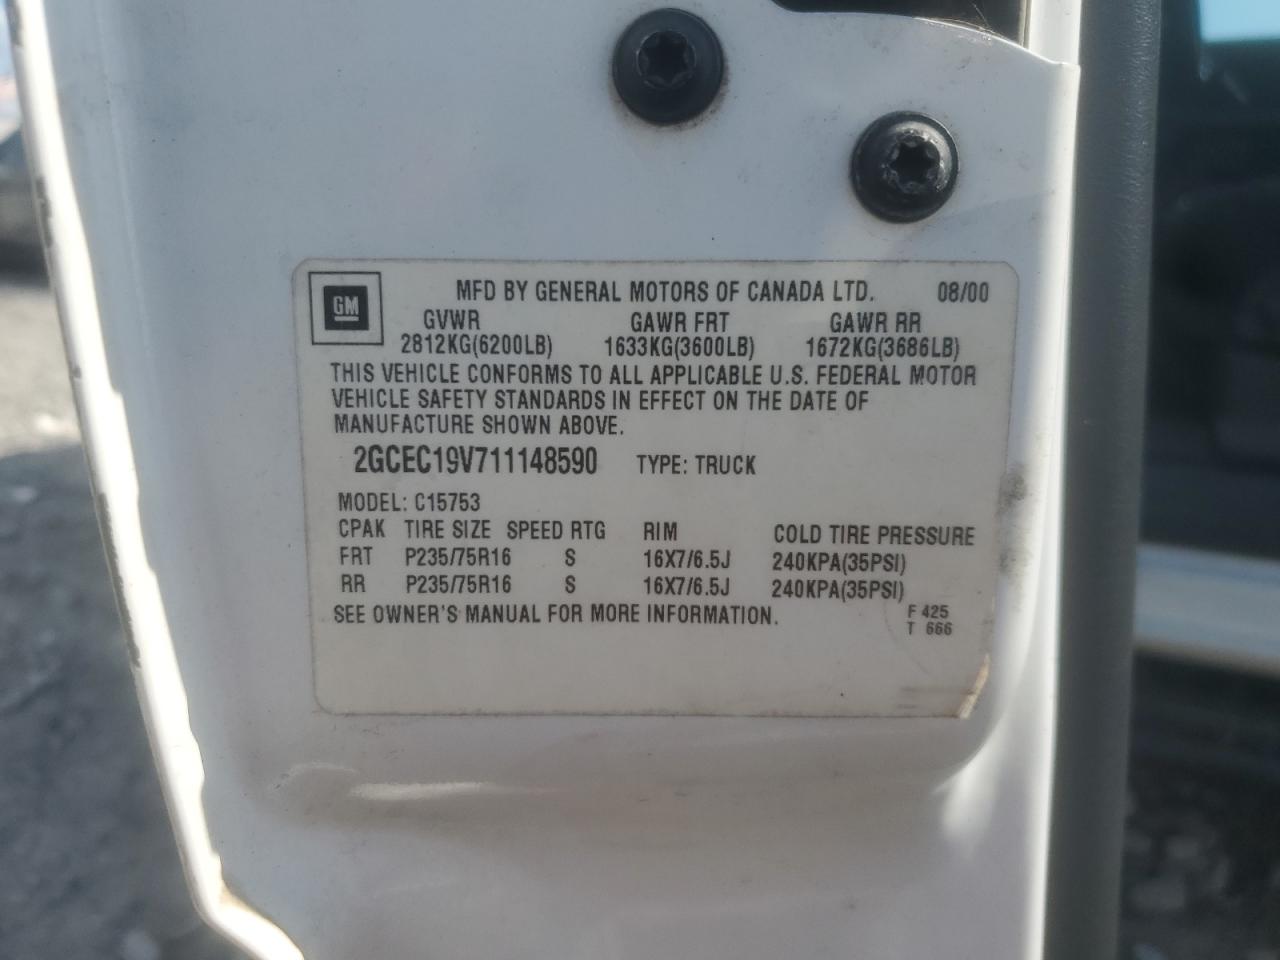 GM
MFD BY GENERAL MOTORS OF CANADA LTD. 08/00
GVWR GAWR FRT GAWR RR
2812KG(6200LB) 1633KG(3600LB) 1672KG(3686LB)
THIS VEHICLE CONFORMS TO ALL APPLICABLE U.S. FEDERAL MOTOR
VEHICLE SAFETY STANDARDS IN EFFECT ON THE DATE OF
MANUFACTURE SHOWN ABOVE.
2GCEC19V711148590 TYPE: TRUCK
MODEL: C15753
CPAK TIRE SIZE SPEED RTG RIM COLD TIRE PRESSURE
FRT P235/75R16 S 16X7/6.5J 240KPA(35PSI)
RR P235/75R16 S 16X7/6.5J 240KPA(35PSI)
SEE OWNER'S MANUAL FOR MORE INFORMATION.
F 425
T 666